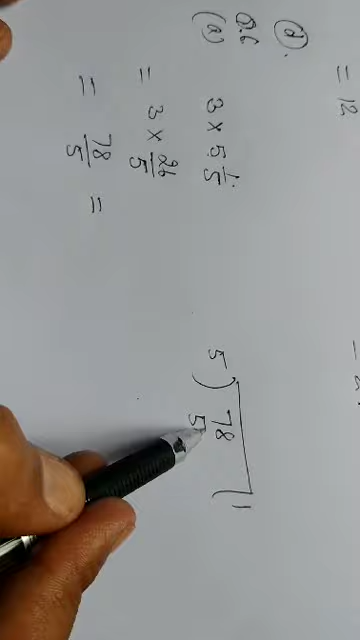 = 12
(d).
Q.6
(a) 3 × 5 1/5
= 3 × 26/5
= 78/5 =
5 ) 78 ( 1
5